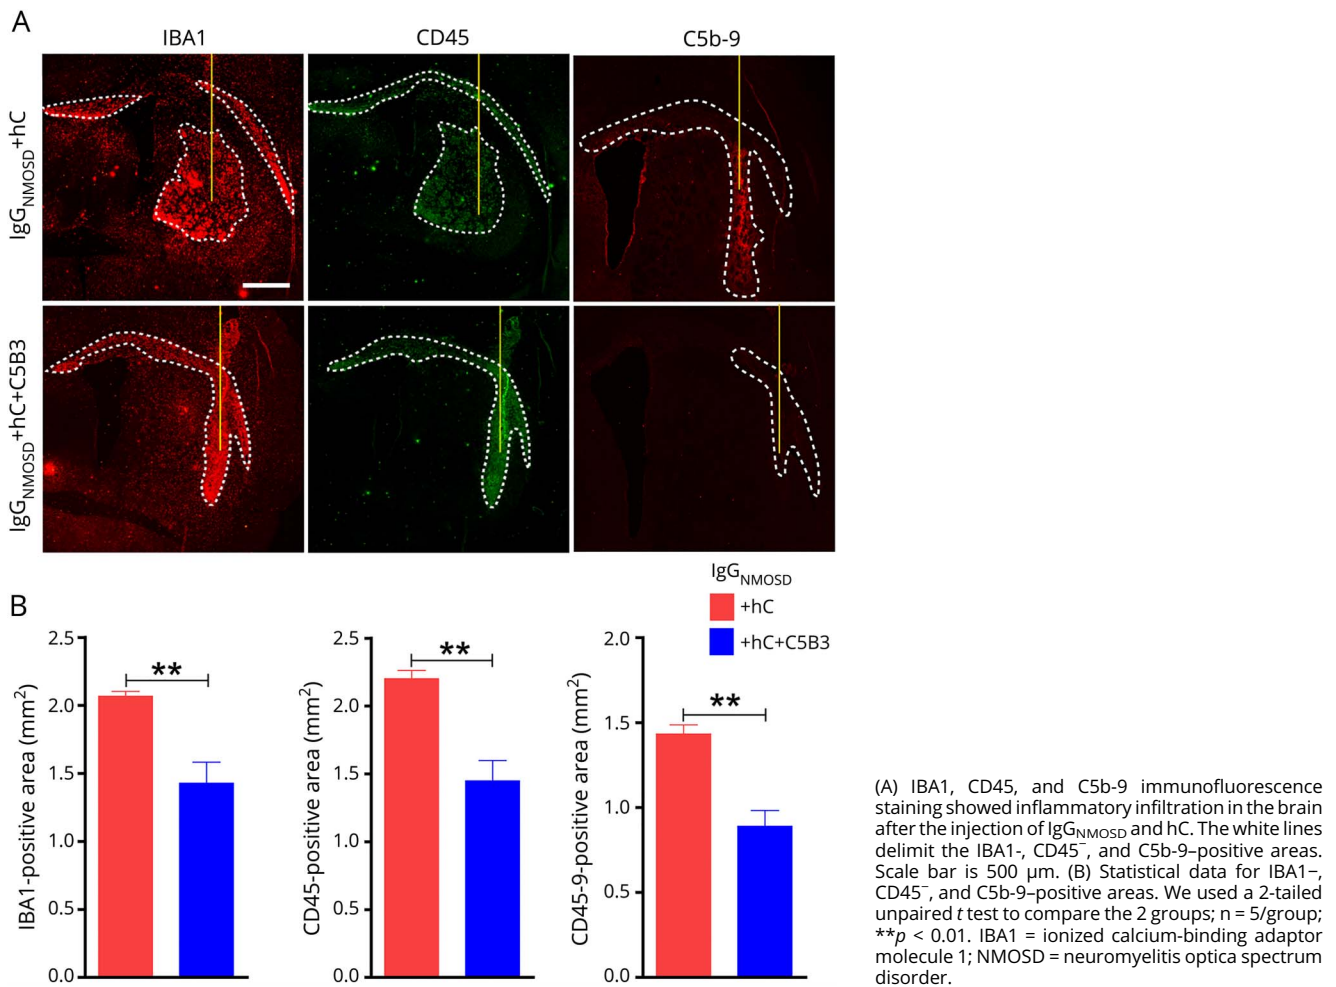 A
IBA1
CD45
C5b-9
IgG_NMOSD+hC
IgG_NMOSD+hC+C5B3
B
IgG_NMOSD
+hC
+hC+C5B3
IBA1-positive area (mm²)
2.5
2.0
1.5
1.0
0.5
0.0
**
CD45-positive area (mm²)
2.5
2.0
1.5
1.0
0.5
0.0
**
CD45-9-positive area (mm²)
2.0
1.5
1.0
0.5
0.0
**
(A) IBA1, CD45, and C5b-9 immunofluorescence
staining showed inflammatory infiltration in the brain
after the injection of IgG_NMOSD and hC. The white lines
delimit the IBA1-, CD45⁻, and C5b-9–positive areas.
Scale bar is 500 μm. (B) Statistical data for IBA1−,
CD45⁻, and C5b-9–positive areas. We used a 2-tailed
unpaired t test to compare the 2 groups; n = 5/group;
**p < 0.01. IBA1 = ionized calcium-binding adaptor
molecule 1; NMOSD = neuromyelitis optica spectrum
disorder.